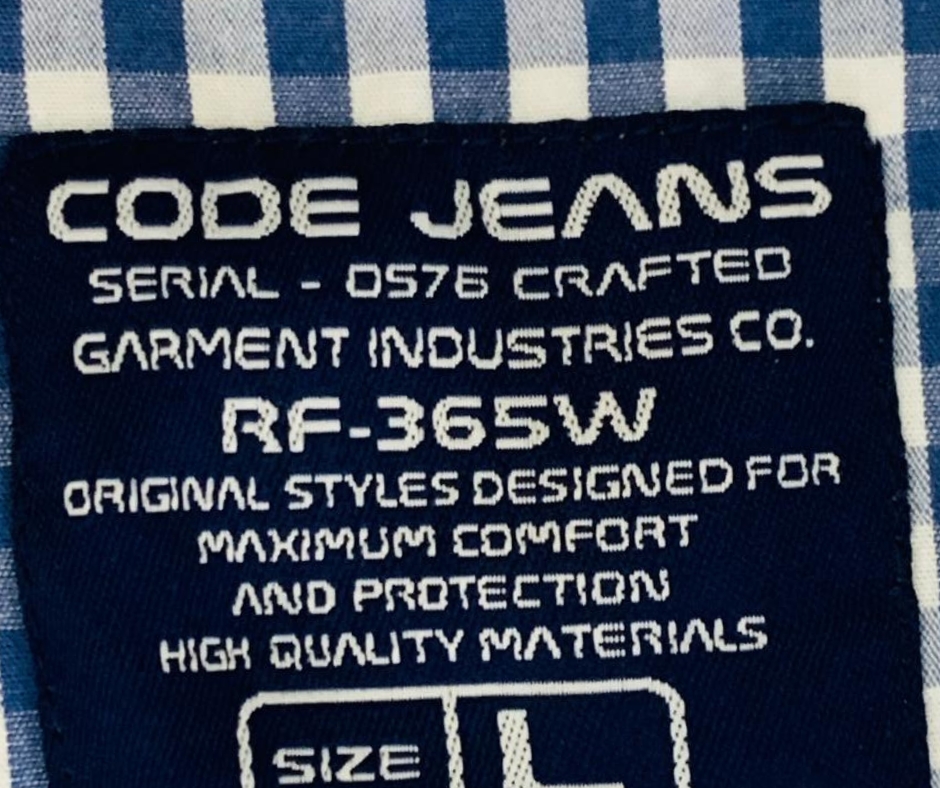 CODE JEANS
SERIAL - 0S76 CRAFTED
GARMENT INDUSTRIES CO.
RF-365W
ORIGINAL STYLES DESIGNED FOR
MAXIMUM COMFORT
AND PROTECTION
HIGH QUALITY MATERIALS
SIZE L